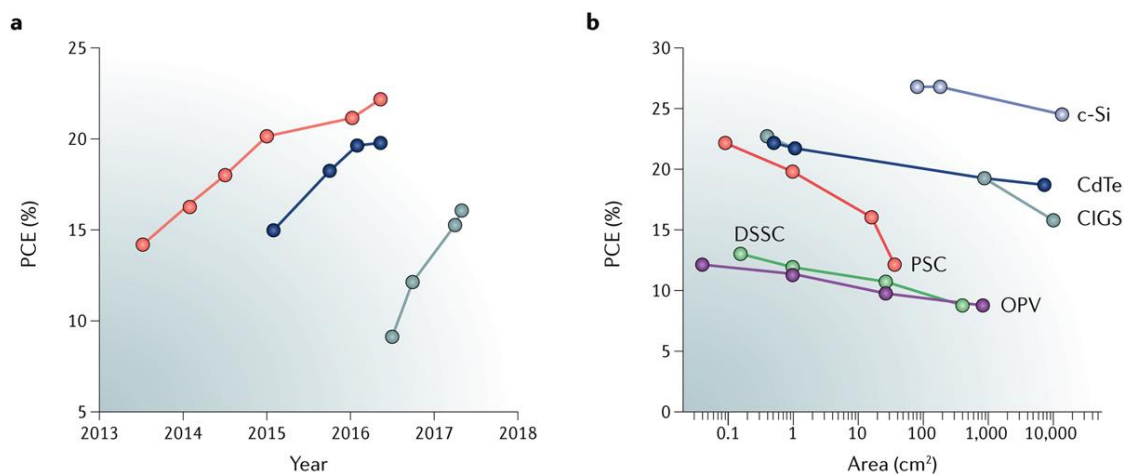 a
25
20
15
10
5
PCE (%)
2013 2014 2015 2016 2017 2018
Year
b
30
25
20
15
10
5
0
PCE (%)
c-Si
CdTe
CIGS
DSSC
PSC
OPV
0.1 1 10 100 1,000 10,000
Area (cm²)